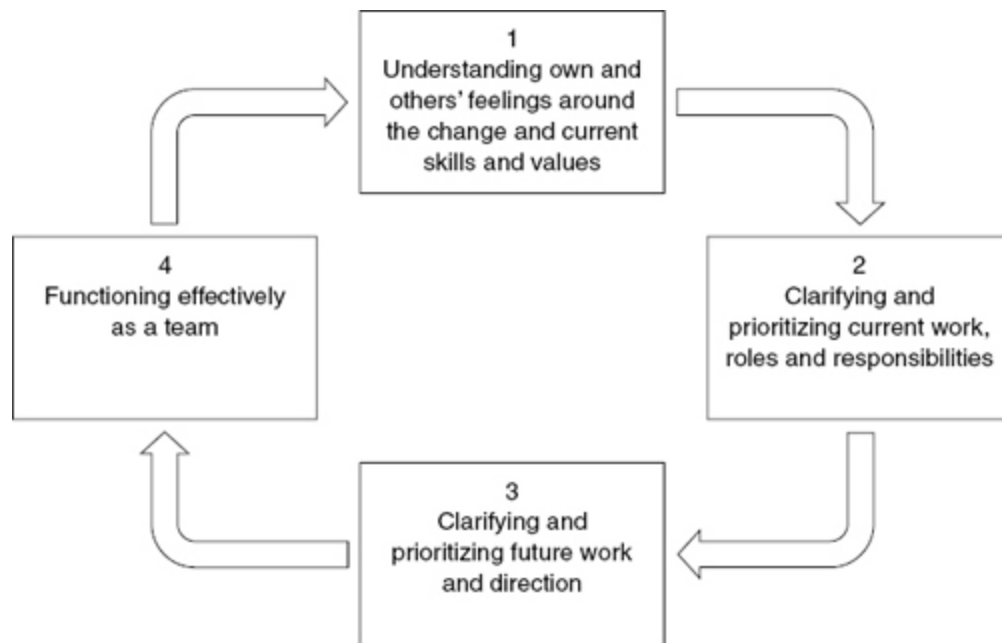 1
Understanding own and
others' feelings around
the change and current
skills and values
2
Clarifying and
prioritizing current work,
roles and responsibilities
3
Clarifying and
prioritizing future work
and direction
4
Functioning effectively
as a team